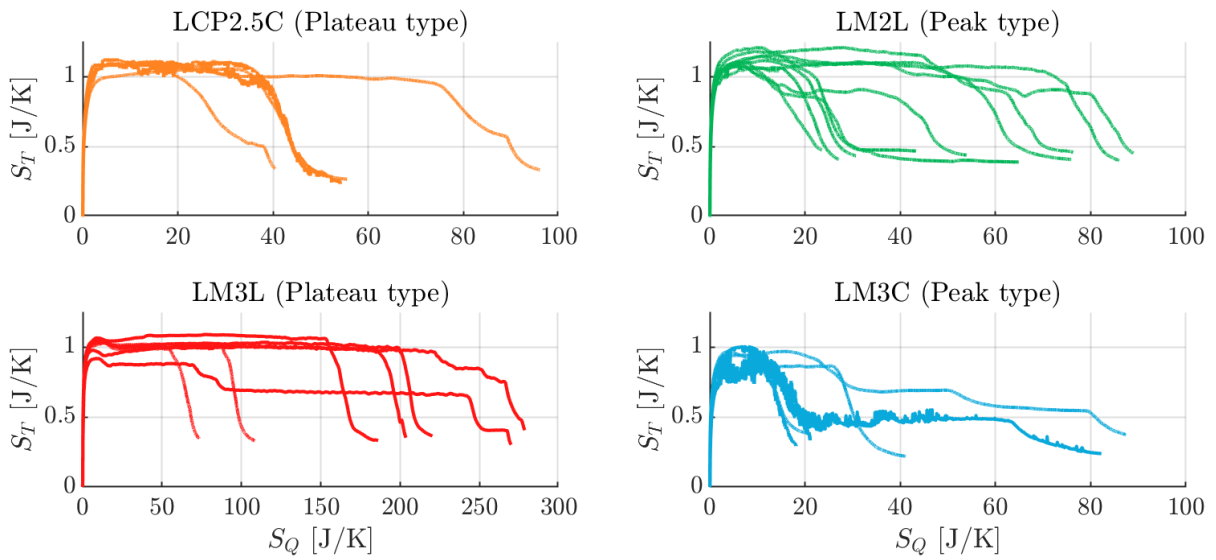 LCP2.5C (Plateau type)
S_T [J/K]
1
0.5
0
0 20 40 60 80 100
LM2L (Peak type)
S_T [J/K]
1
0.5
0
0 20 40 60 80 100
LM3L (Plateau type)
S_T [J/K]
1
0.5
0
0 50 100 150 200 250 300
S_Q [J/K]
LM3C (Peak type)
S_T [J/K]
1
0.5
0
0 20 40 60 80 100
S_Q [J/K]